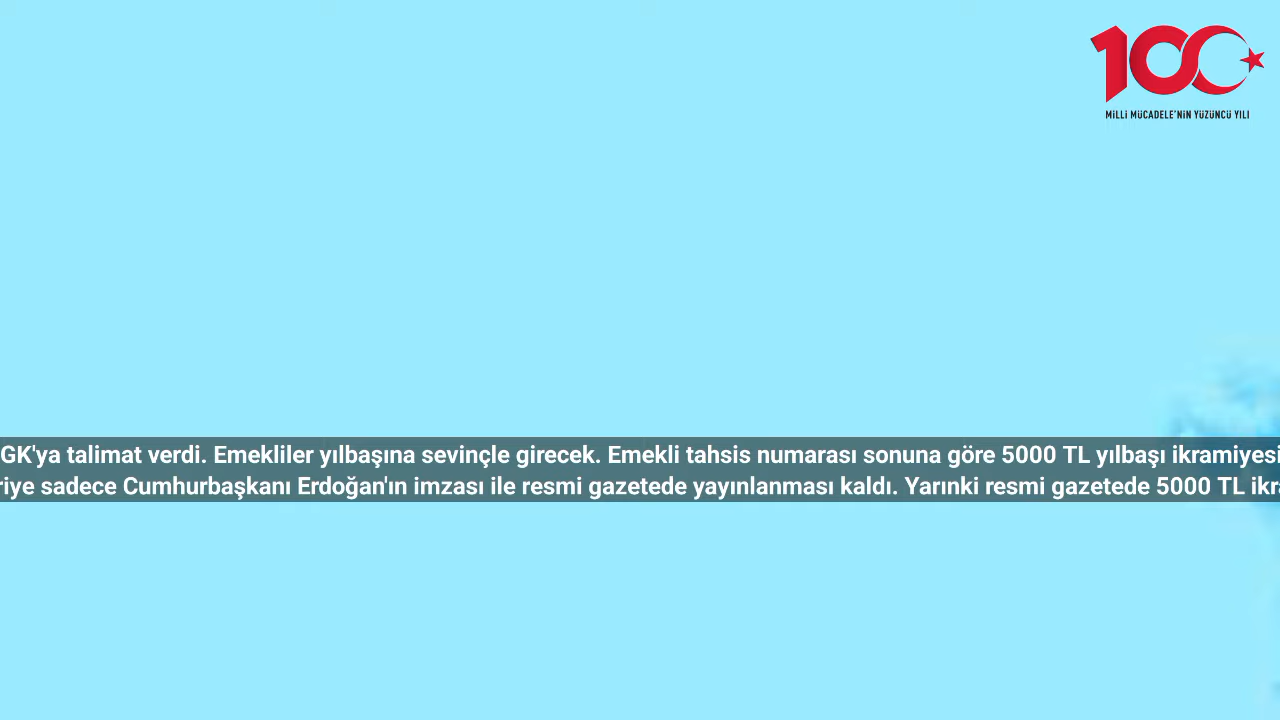 100
MİLLİ MÜCADELE'NİN YÜZÜNCÜ YILI
GK'ya talimat verdi. Emekliler yılbaşına sevinçle girecek. Emekli tahsis numarası sonuna göre 5000 TL yılbaşı ikramiyesi
riye sadece Cumhurbaşkanı Erdoğan'ın imzası ile resmi gazetede yayınlanması kaldı. Yarınki resmi gazetede 5000 TL ikra